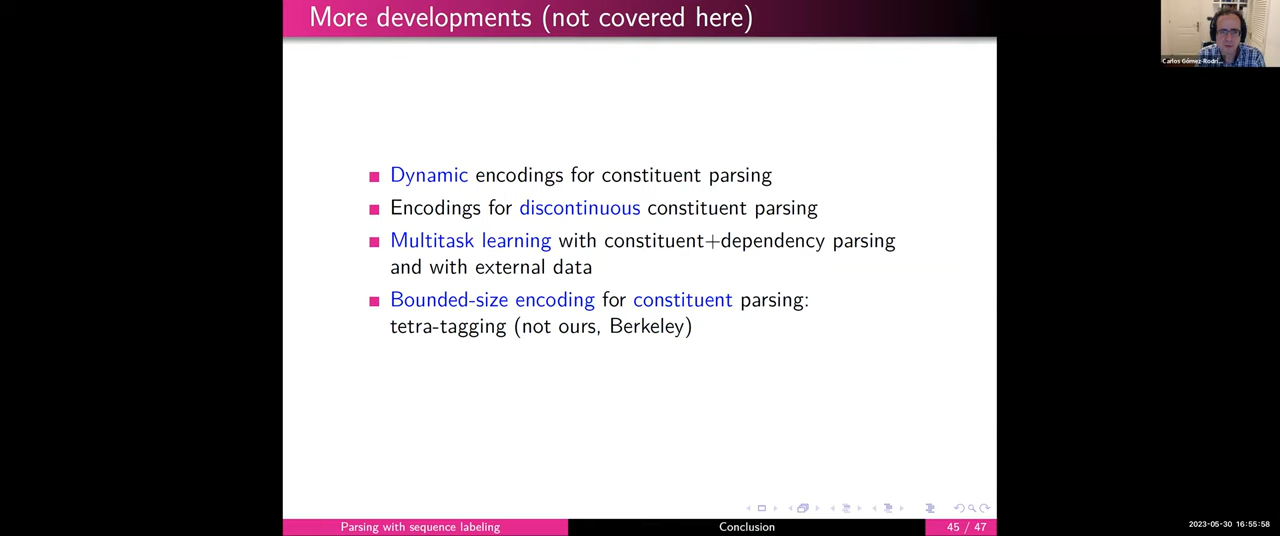 More developments (not covered here)
Carlos Gómez-Rodrí...
Dynamic encodings for constituent parsing
Encodings for discontinuous constituent parsing
Multitask learning with constituent+dependency parsing
and with external data
Bounded-size encoding for constituent parsing:
tetra-tagging (not ours, Berkeley)
Parsing with sequence labeling
Conclusion
45 / 47
2023-05-30 16:55:58